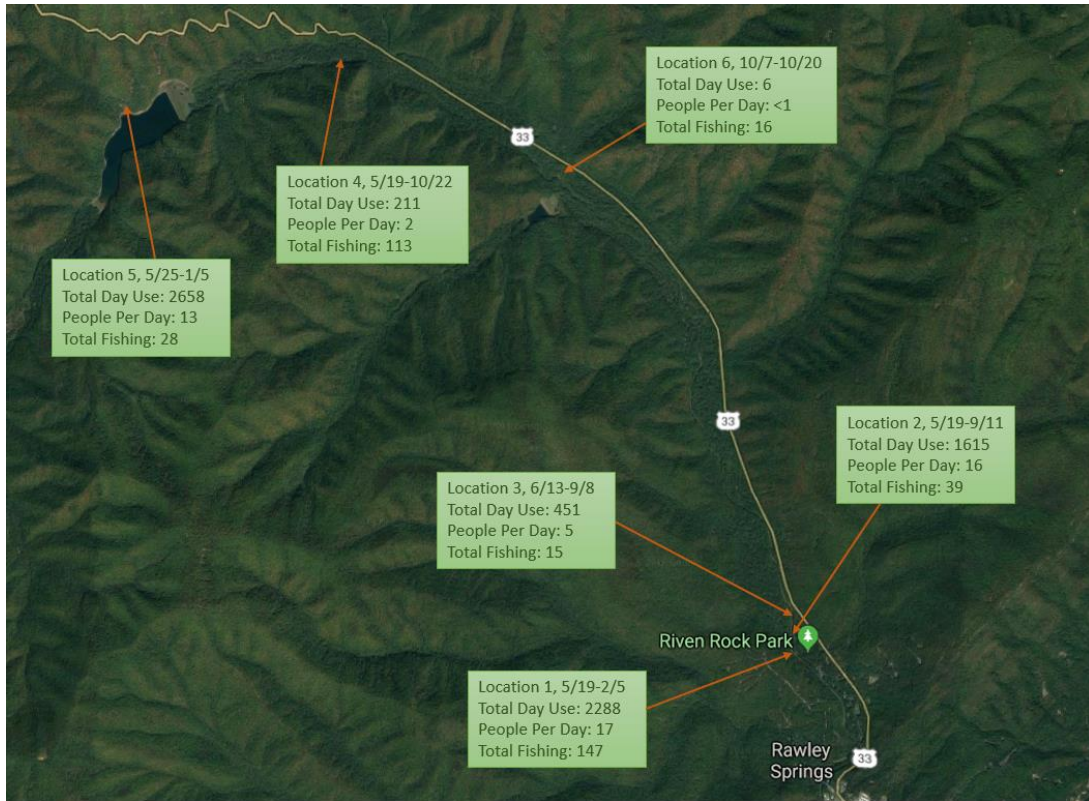 Location 6, 10/7-10/20
Total Day Use: 6
People Per Day: <1
Total Fishing: 16
33
Location 4, 5/19-10/22
Total Day Use: 211
People Per Day: 2
Total Fishing: 113
Location 5, 5/25-1/5
Total Day Use: 2658
People Per Day: 13
Total Fishing: 28
33
Location 2, 5/19-9/11
Total Day Use: 1615
People Per Day: 16
Total Fishing: 39
Location 3, 6/13-9/8
Total Day Use: 451
People Per Day: 5
Total Fishing: 15
Riven Rock Park
Location 1, 5/19-2/5
Total Day Use: 2288
People Per Day: 17
Total Fishing: 147
Rawley
Springs
33